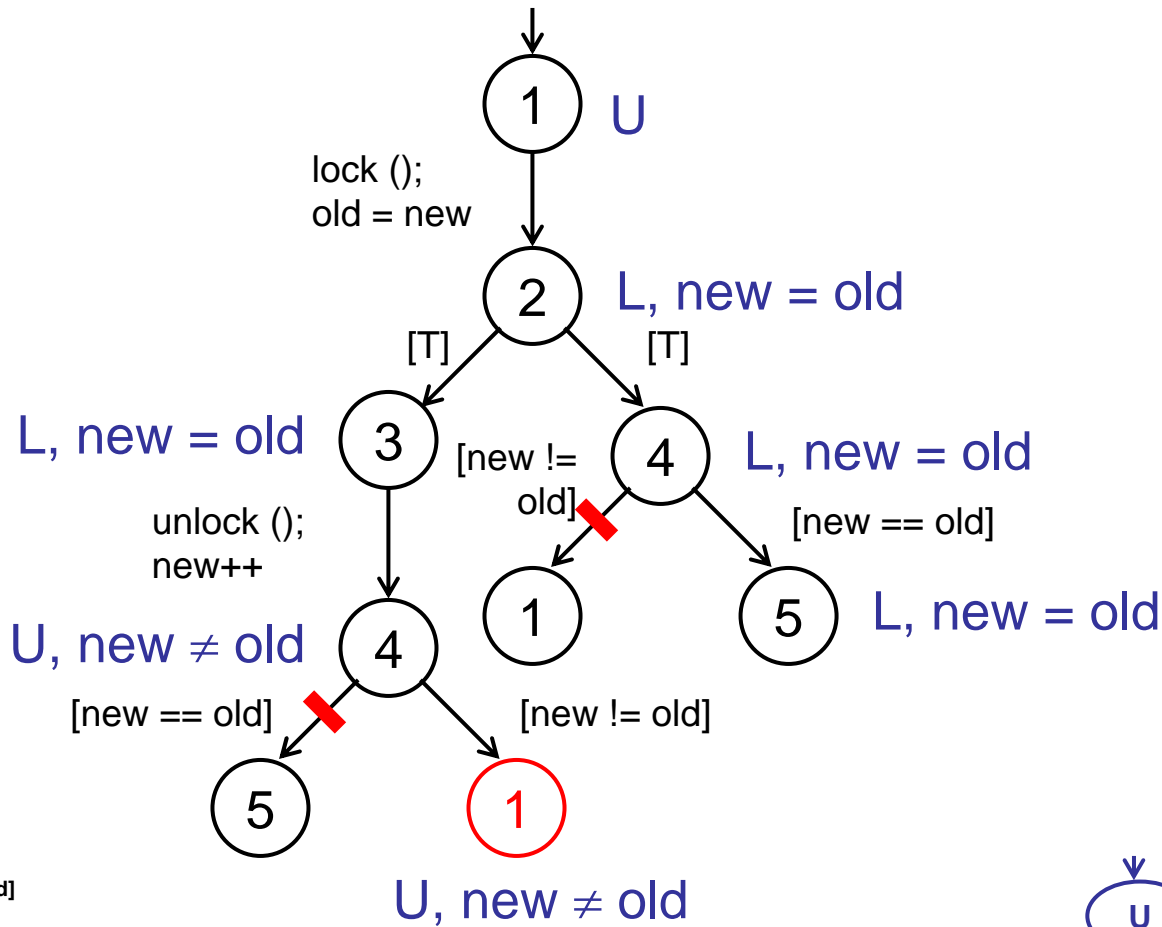 1
U
lock ();
old = new
2
L, new = old
[T]
[T]
L, new = old
3
[new !=
old]
4
L, new = old
unlock ();
new++
[new == old]
1
5
L, new = old
U, new ≠ old
4
[new == old]
[new != old]
5
1
U, new ≠ old
U